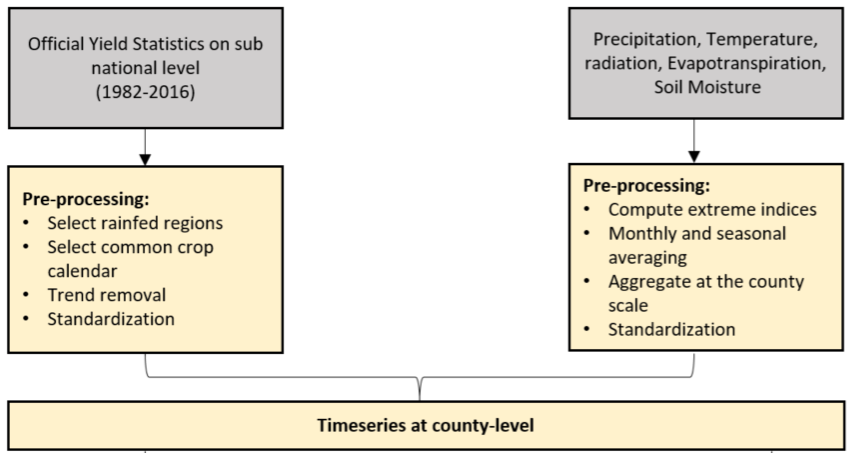 Official Yield Statistics on sub
national level
(1982-2016)
Precipitation, Temperature,
radiation, Evapotranspiration,
Soil Moisture
Pre-processing:
• Select rainfed regions
• Select common crop
calendar
• Trend removal
• Standardization
Pre-processing:
• Compute extreme indices
• Monthly and seasonal
averaging
• Aggregate at the county
scale
• Standardization
Timeseries at county-level